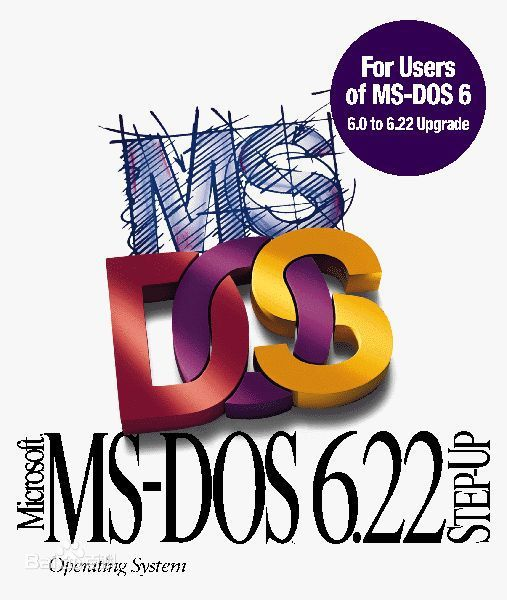 For Users
of MS-DOS 6
6.0 to 6.22 Upgrade
MS
DOS
Microsoft
MS-DOS 6.22
STEP-UP
Operating System